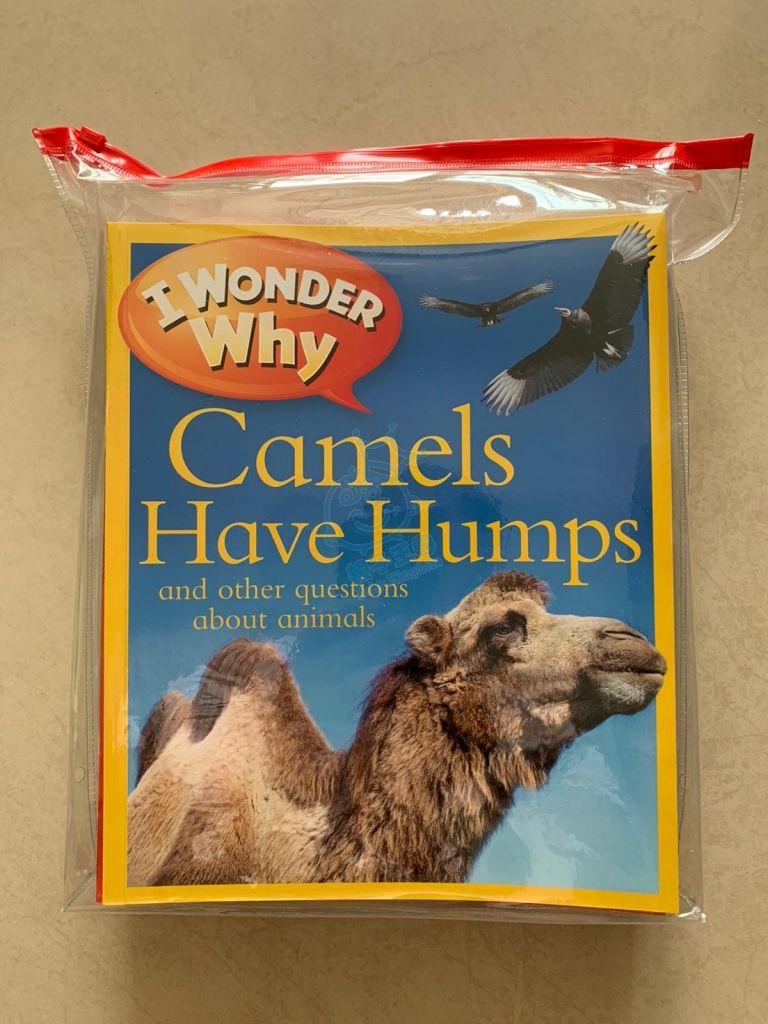 I WONDER
Why
Camels
Have Humps
and other questions
about animals